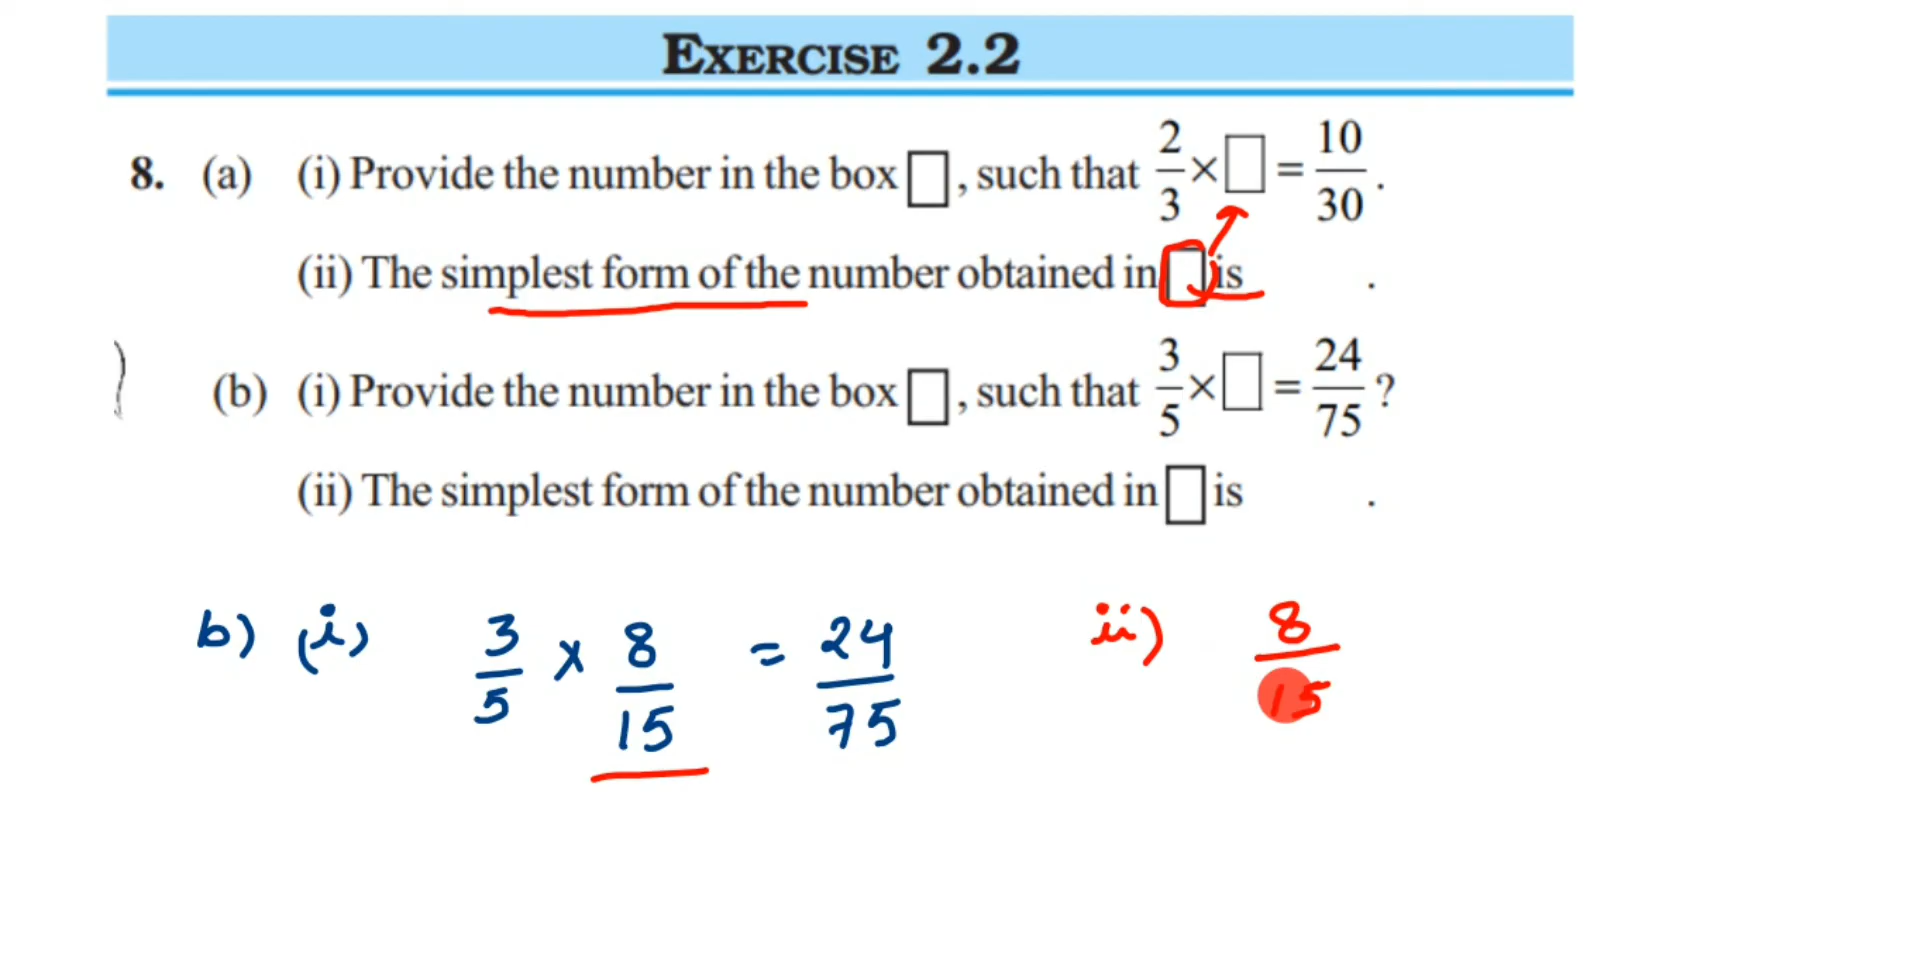 EXERCISE 2.2
8. (a) (i) Provide the number in the box □, such that 2/3 × □ = 10/30 .
(ii) The simplest form of the number obtained in □ is .
(b) (i) Provide the number in the box □, such that 3/5 × □ = 24/75 ?
(ii) The simplest form of the number obtained in □ is .
b) (i) 3/5 × 8/15 = 24/75 ii) 8/15